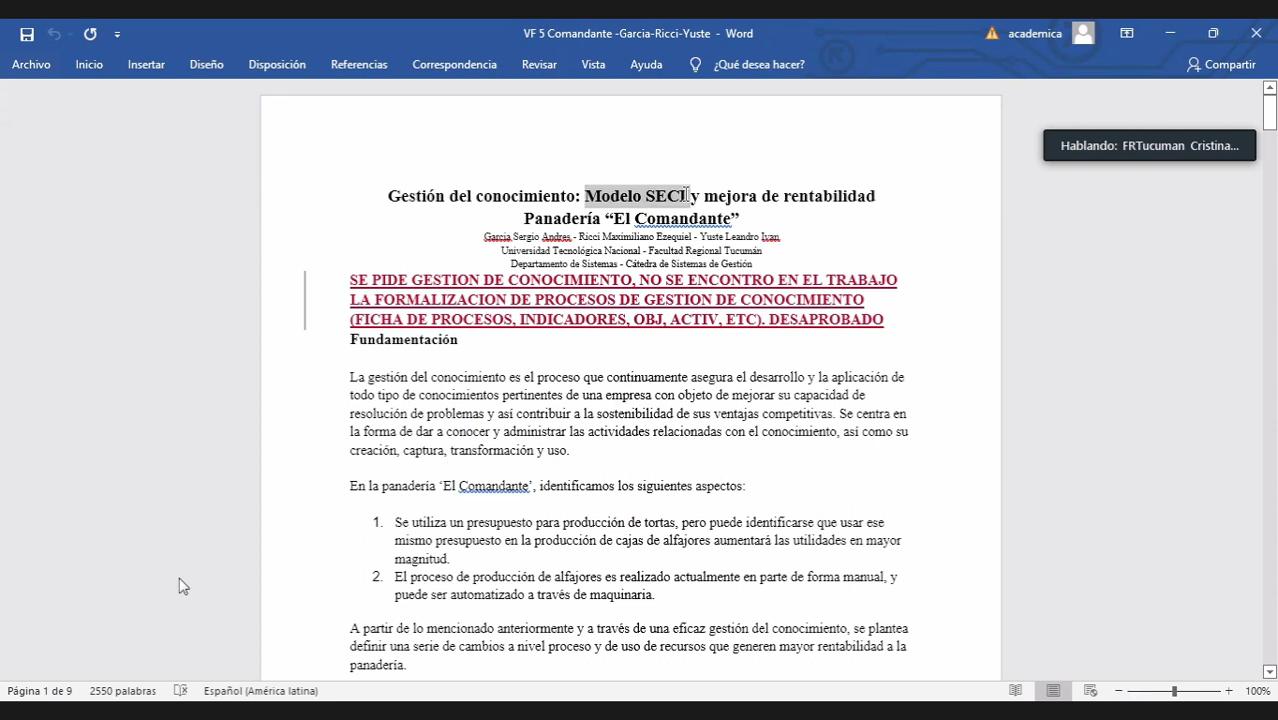 VF 5 Comandante -Garcia-Ricci-Yuste - Word
academica
Archivo Inicio Insertar Diseño Disposición Referencias Correspondencia Revisar Vista Ayuda ¿Qué desea hacer? Compartir
Hablando: FRTucuman Cristina...
Gestión del conocimiento: Modelo SECI y mejora de rentabilidad
Panadería “El Comandante”
Garcia Sergio Andres - Ricci Maximiliano Ezequiel - Yuste Leandro Ivan
Universidad Tecnológica Nacional - Facultad Regional Tucumán
Departamento de Sistemas - Cátedra de Sistemas de Gestión
SE PIDE GESTION DE CONOCIMIENTO, NO SE ENCONTRO EN EL TRABAJO
LA FORMALIZACION DE PROCESOS DE GESTION DE CONOCIMIENTO
(FICHA DE PROCESOS, INDICADORES, OBJ, ACTIV, ETC). DESAPROBADO
Fundamentación
La gestión del conocimiento es el proceso que continuamente asegura el desarrollo y la aplicación de
todo tipo de conocimientos pertinentes de una empresa con objeto de mejorar su capacidad de
resolución de problemas y así contribuir a la sostenibilidad de sus ventajas competitivas. Se centra en
la forma de dar a conocer y administrar las actividades relacionadas con el conocimiento, así como su
creación, captura, transformación y uso.
En la panadería ‘El Comandante’, identificamos los siguientes aspectos:
1. Se utiliza un presupuesto para producción de tortas, pero puede identificarse que usar ese
mismo presupuesto en la producción de cajas de alfajores aumentará las utilidades en mayor
magnitud.
2. El proceso de producción de alfajores es realizado actualmente en parte de forma manual, y
puede ser automatizado a través de maquinaria.
A partir de lo mencionado anteriormente y a través de una eficaz gestión del conocimiento, se plantea
definir una serie de cambios a nivel proceso y de uso de recursos que generen mayor rentabilidad a la
panadería.
Página 1 de 9 2550 palabras Español (América latina) 100%